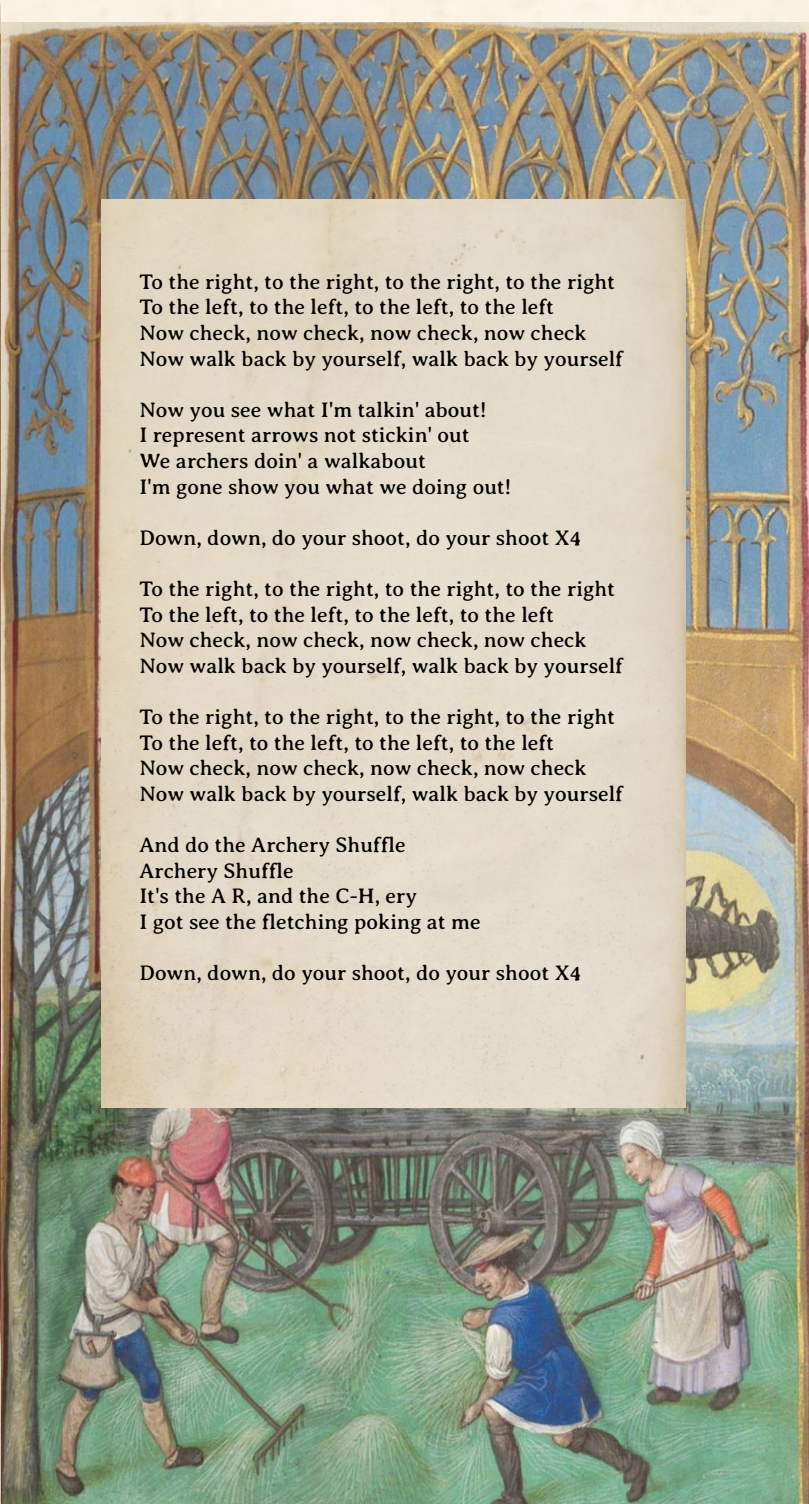 To the right, to the right, to the right, to the right
To the left, to the left, to the left, to the left
Now check, now check, now check, now check
Now walk back by yourself, walk back by yourself

Now you see what I'm talkin' about!
I represent arrows not stickin' out
We archers doin' a walkabout
I'm gone show you what we doing out!

Down, down, do your shoot, do your shoot X4

To the right, to the right, to the right, to the right
To the left, to the left, to the left, to the left
Now check, now check, now check, now check
Now walk back by yourself, walk back by yourself

To the right, to the right, to the right, to the right
To the left, to the left, to the left, to the left
Now check, now check, now check, now check
Now walk back by yourself, walk back by yourself

And do the Archery Shuffle
Archery Shuffle
It's the A R, and the C-H, ery
I got see the fletching poking at me

Down, down, do your shoot, do your shoot X4